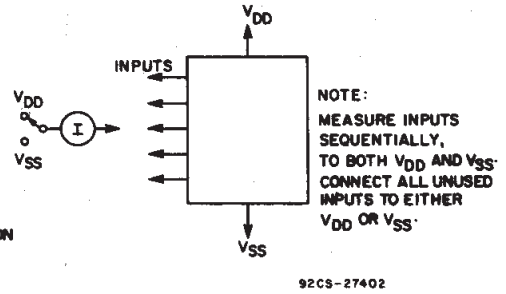 VDD
INPUTS
VDD
I
VSS
NOTE:
MEASURE INPUTS
SEQUENTIALLY,
TO BOTH VDD AND VSS.
CONNECT ALL UNUSED
INPUTS TO EITHER
VDD OR VSS.
ON
VSS
92CS-27402